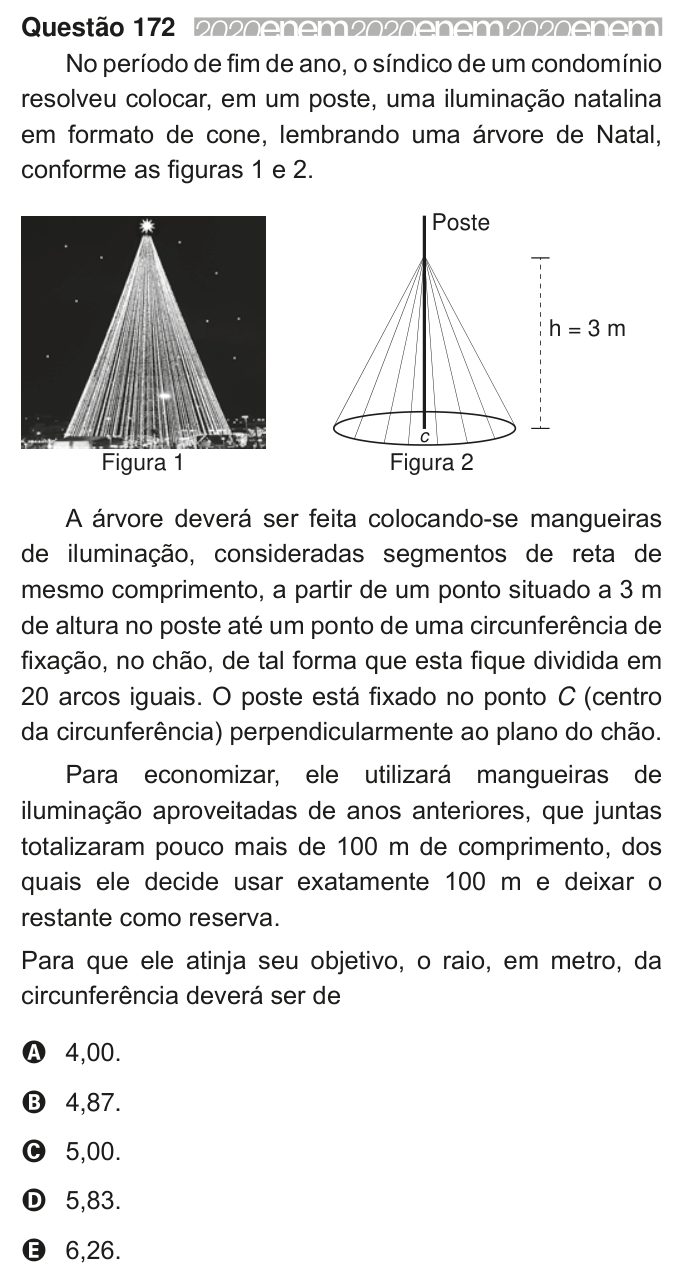 Questão 172 2020enem2020enem2020enem
No período de fim de ano, o síndico de um condomínio
resolveu colocar, em um poste, uma iluminação natalina
em formato de cone, lembrando uma árvore de Natal,
conforme as figuras 1 e 2.
Poste
h = 3 m
c
Figura 1
Figura 2
A árvore deverá ser feita colocando-se mangueiras
de iluminação, consideradas segmentos de reta de
mesmo comprimento, a partir de um ponto situado a 3 m
de altura no poste até um ponto de uma circunferência de
fixação, no chão, de tal forma que esta fique dividida em
20 arcos iguais. O poste está fixado no ponto C (centro
da circunferência) perpendicularmente ao plano do chão.
Para economizar, ele utilizará mangueiras de
iluminação aproveitadas de anos anteriores, que juntas
totalizaram pouco mais de 100 m de comprimento, dos
quais ele decide usar exatamente 100 m e deixar o
restante como reserva.
Para que ele atinja seu objetivo, o raio, em metro, da
circunferência deverá ser de
A 4,00.
B 4,87.
C 5,00.
D 5,83.
E 6,26.